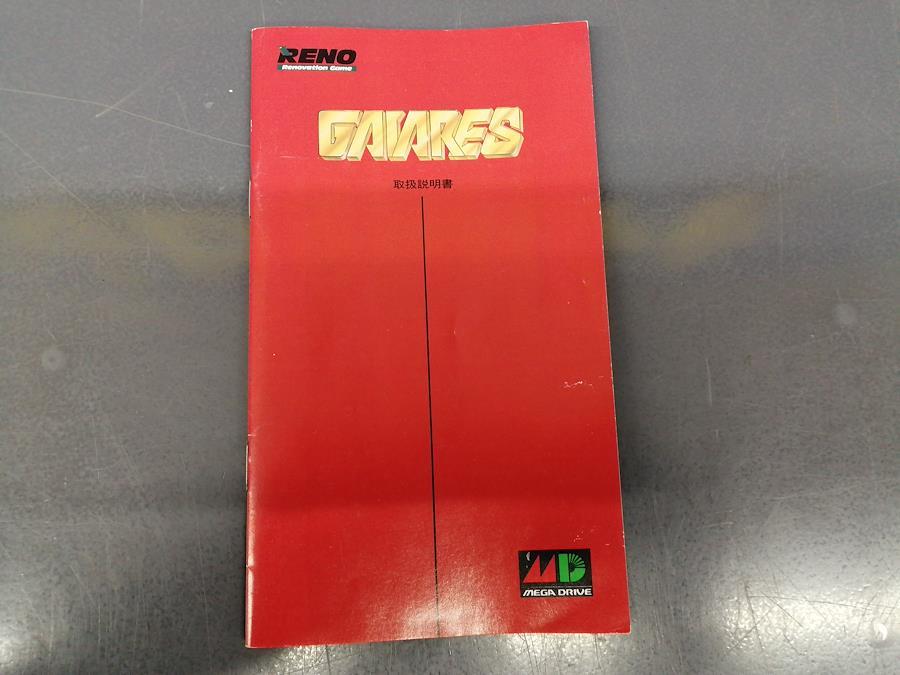 RENO
Renovation Game
GAIARES
取扱説明書
MD
MEGA DRIVE